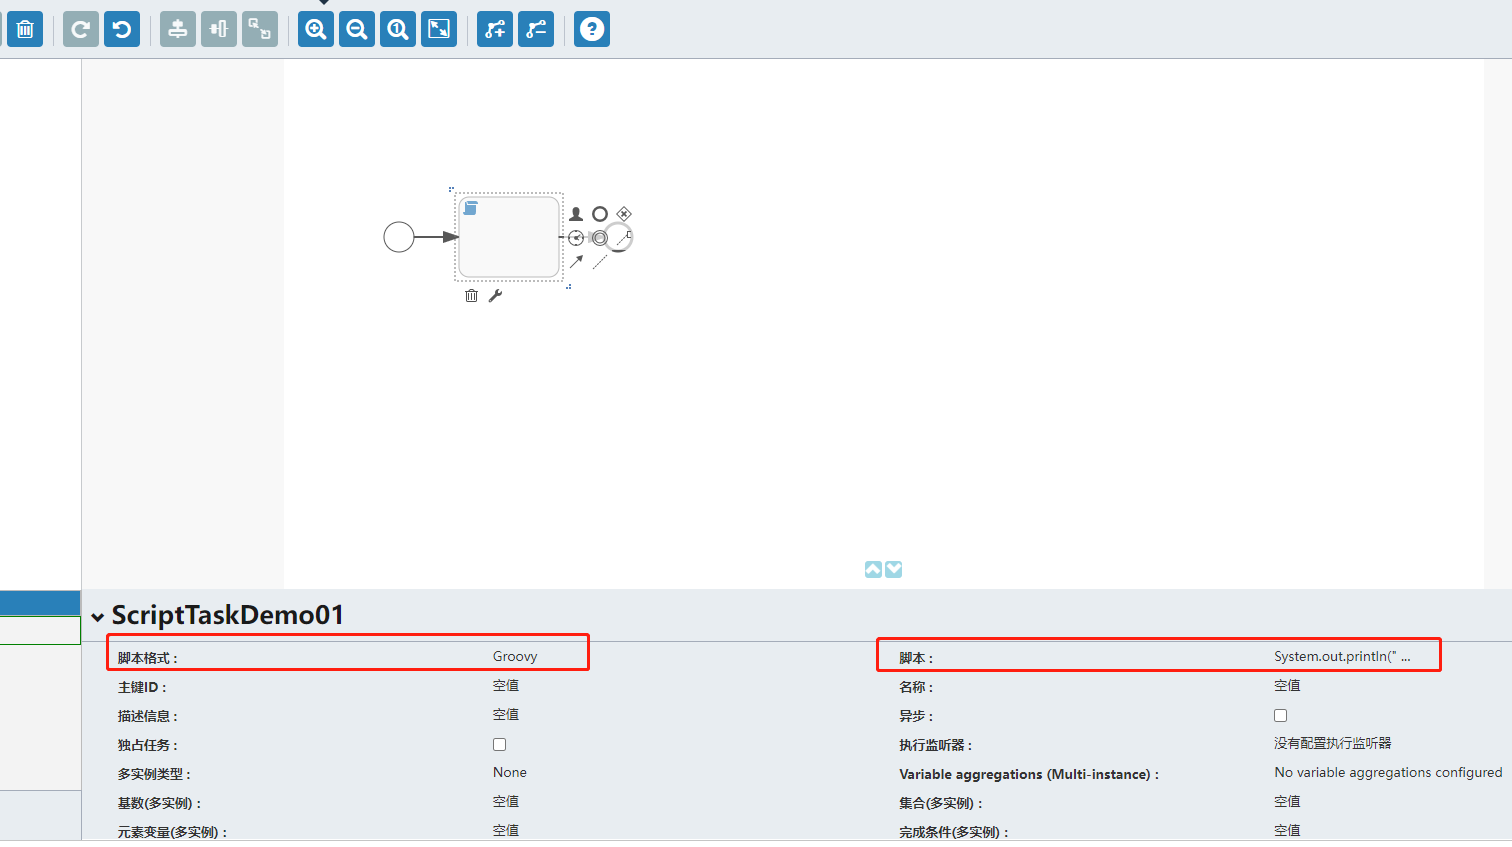 ScriptTaskDemo01
脚本格式 : Groovy 脚本 : System.out.println(" ...
主键ID : 空值 名称 : 空值
描述信息 : 空值 异步 :
独占任务 : 执行监听器 : 没有配置执行监听器
多实例类型 : None Variable aggregations (Multi-instance) : No variable aggregations configured
基数(多实例) : 空值 集合(多实例) : 空值
元素变量(多实例) : 空值 完成条件(多实例) : 空值